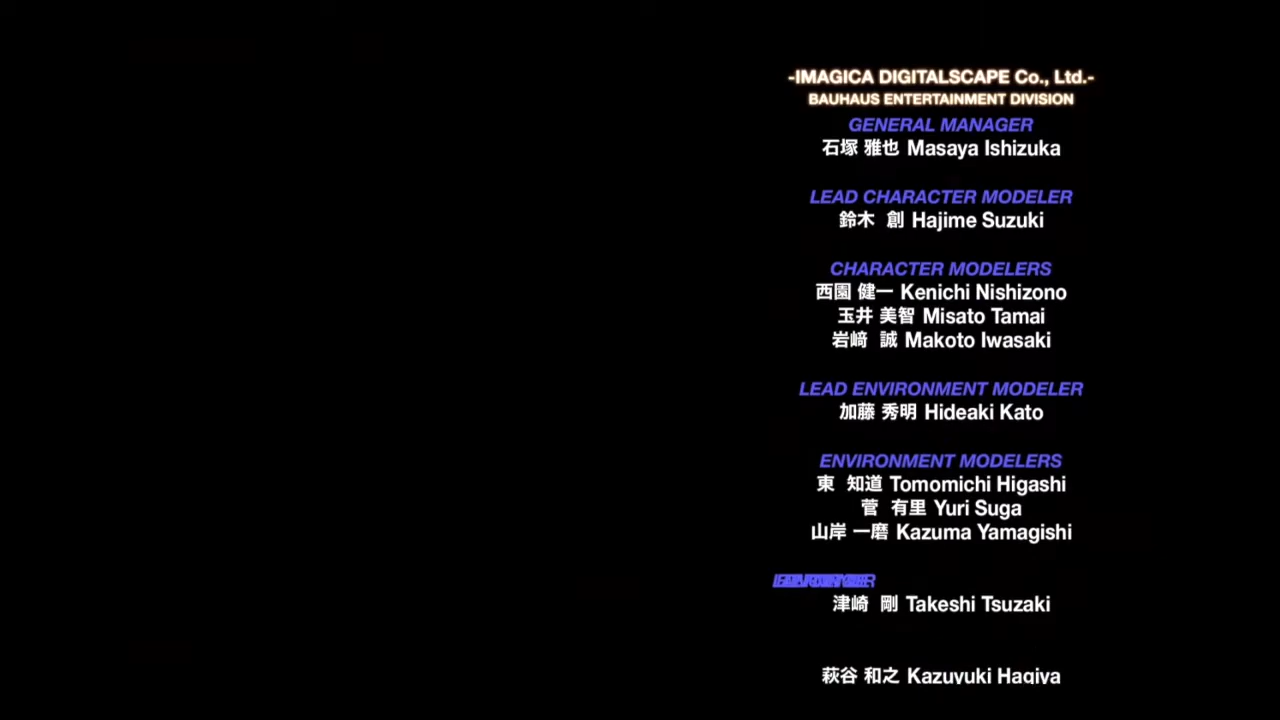 -IMAGICA DIGITALSCAPE Co., Ltd.-
BAUHAUS ENTERTAINMENT DIVISION
GENERAL MANAGER
石塚 雅也 Masaya Ishizuka
LEAD CHARACTER MODELER
鈴木 創 Hajime Suzuki
CHARACTER MODELERS
西園 健一 Kenichi Nishizono
玉井 美智 Misato Tamai
岩﨑 誠 Makoto Iwasaki
LEAD ENVIRONMENT MODELER
加藤 秀明 Hideaki Kato
ENVIRONMENT MODELERS
東 知道 Tomomichi Higashi
菅 有里 Yuri Suga
山岸 一磨 Kazuma Yamagishi
津崎 剛 Takeshi Tsuzaki
萩谷 和之 Kazuyuki Hagiya